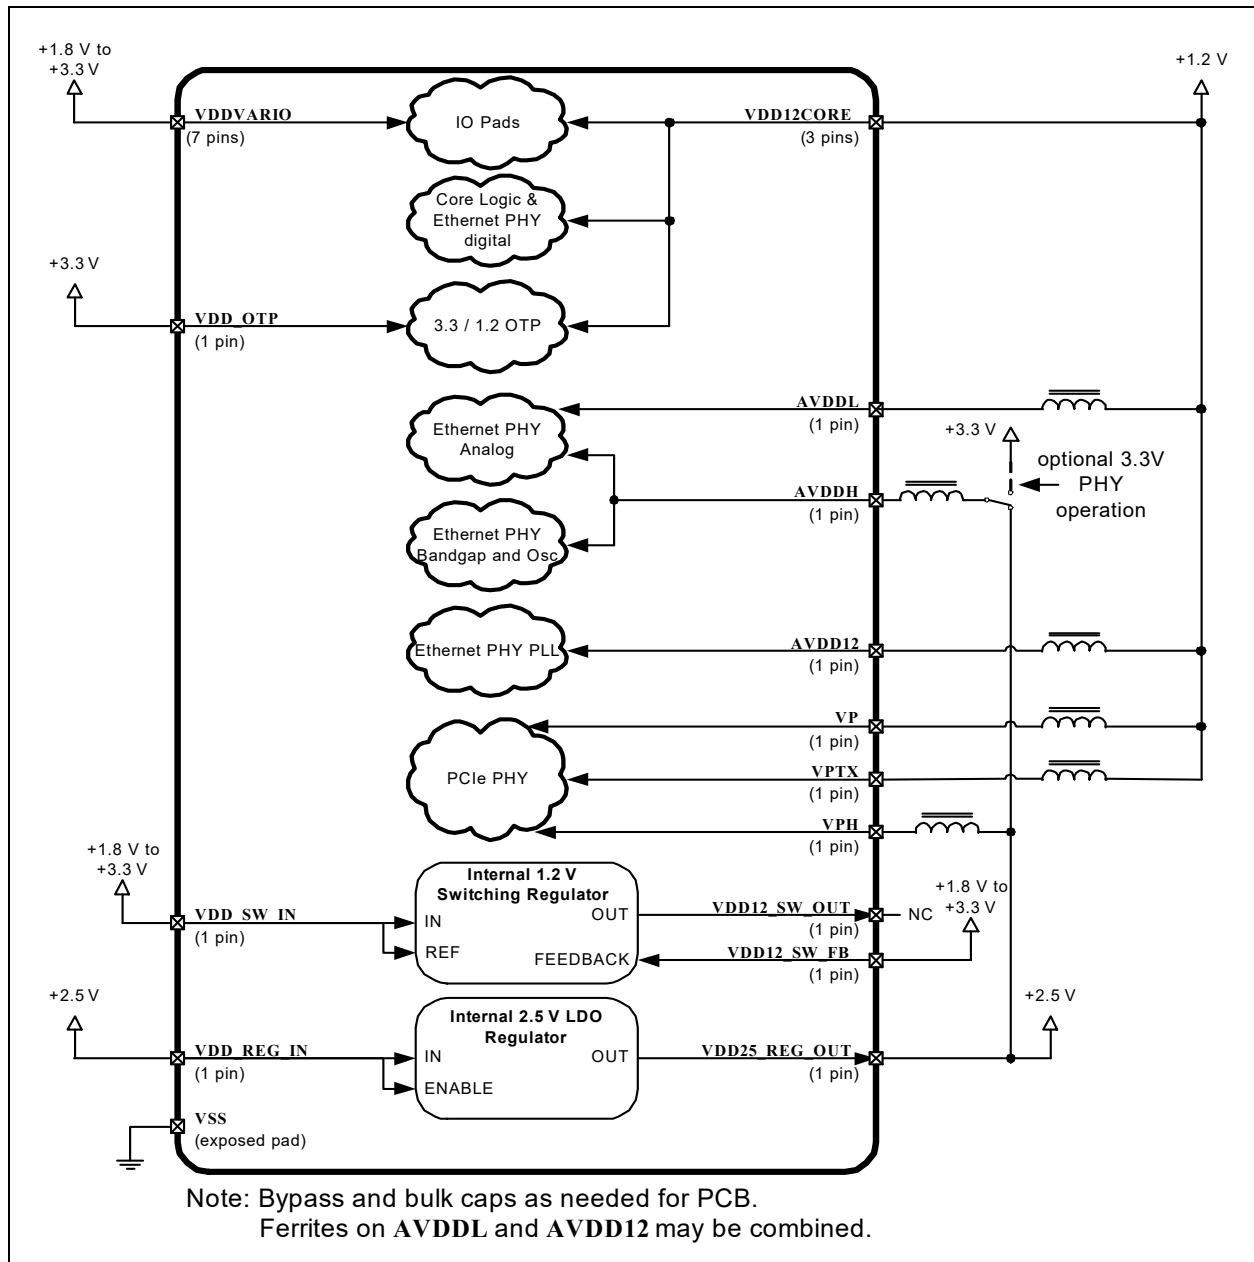 +1.8 V to
+3.3 V
+1.2 V
VDDVARIO
(7 pins)
IO Pads
VDD12CORE
(3 pins)
Core Logic &
Ethernet PHY
digital
+3.3 V
VDD_OTP
(1 pin)
3.3 / 1.2 OTP
AVDDL
(1 pin)
Ethernet PHY
Analog
+3.3 V
optional 3.3V
PHY
operation
AVDDH
(1 pin)
Ethernet PHY
Bandgap and Osc
Ethernet PHY PLL
AVDD12
(1 pin)
VP
(1 pin)
PCIe PHY
VPTX
(1 pin)
VPH
(1 pin)
+1.8 V to
+3.3 V
Internal 1.2 V
Switching Regulator
VDD_SW_IN
(1 pin)
IN
REF
OUT
FEEDBACK
VDD12_SW_OUT
(1 pin)
NC
+1.8 V to
+3.3 V
VDD12_SW_FB
(1 pin)
+2.5 V
Internal 2.5 V LDO
Regulator
+2.5 V
VDD_REG_IN
(1 pin)
IN
ENABLE
OUT
VDD25_REG_OUT
(1 pin)
VSS
(exposed pad)
Note: Bypass and bulk caps as needed for PCB.
Ferrites on AVDDL and AVDD12 may be combined.